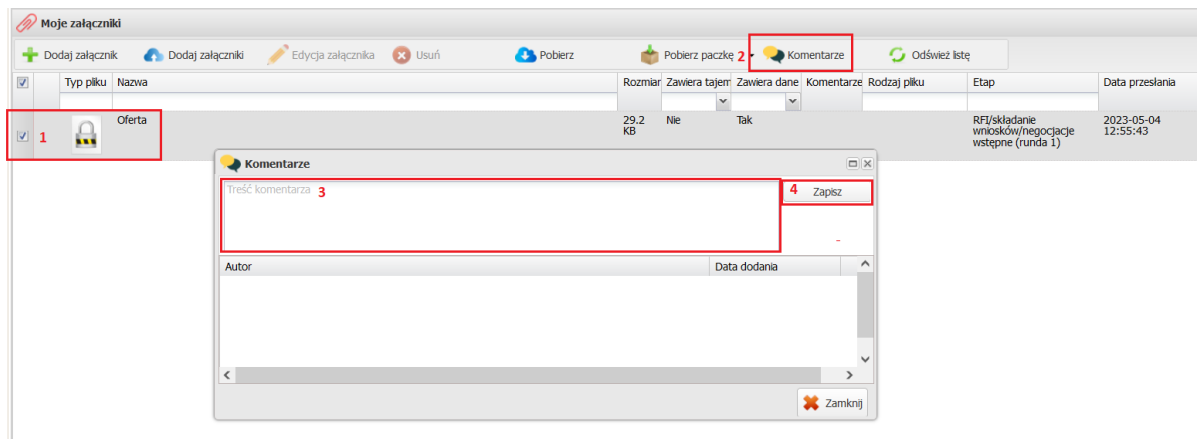 Moje załączniki
Dodaj załącznik Dodaj załączniki Edycja załącznika Usuń Pobierz Pobierz paczkę 2 Komentarze Odśwież listę
Typ pliku Nazwa Rozmiar Zawiera tajem Zawiera dane Komentarze Rodzaj pliku Etap Data przesłania
1 Oferta 29.2 KB Nie Tak RFI/składanie wniosków/negocjacje wstępne (runda 1) 2023-05-04 12:55:43
Komentarze
Treść komentarza 3 4 Zapisz
-
Autor Data dodania
Zamknij